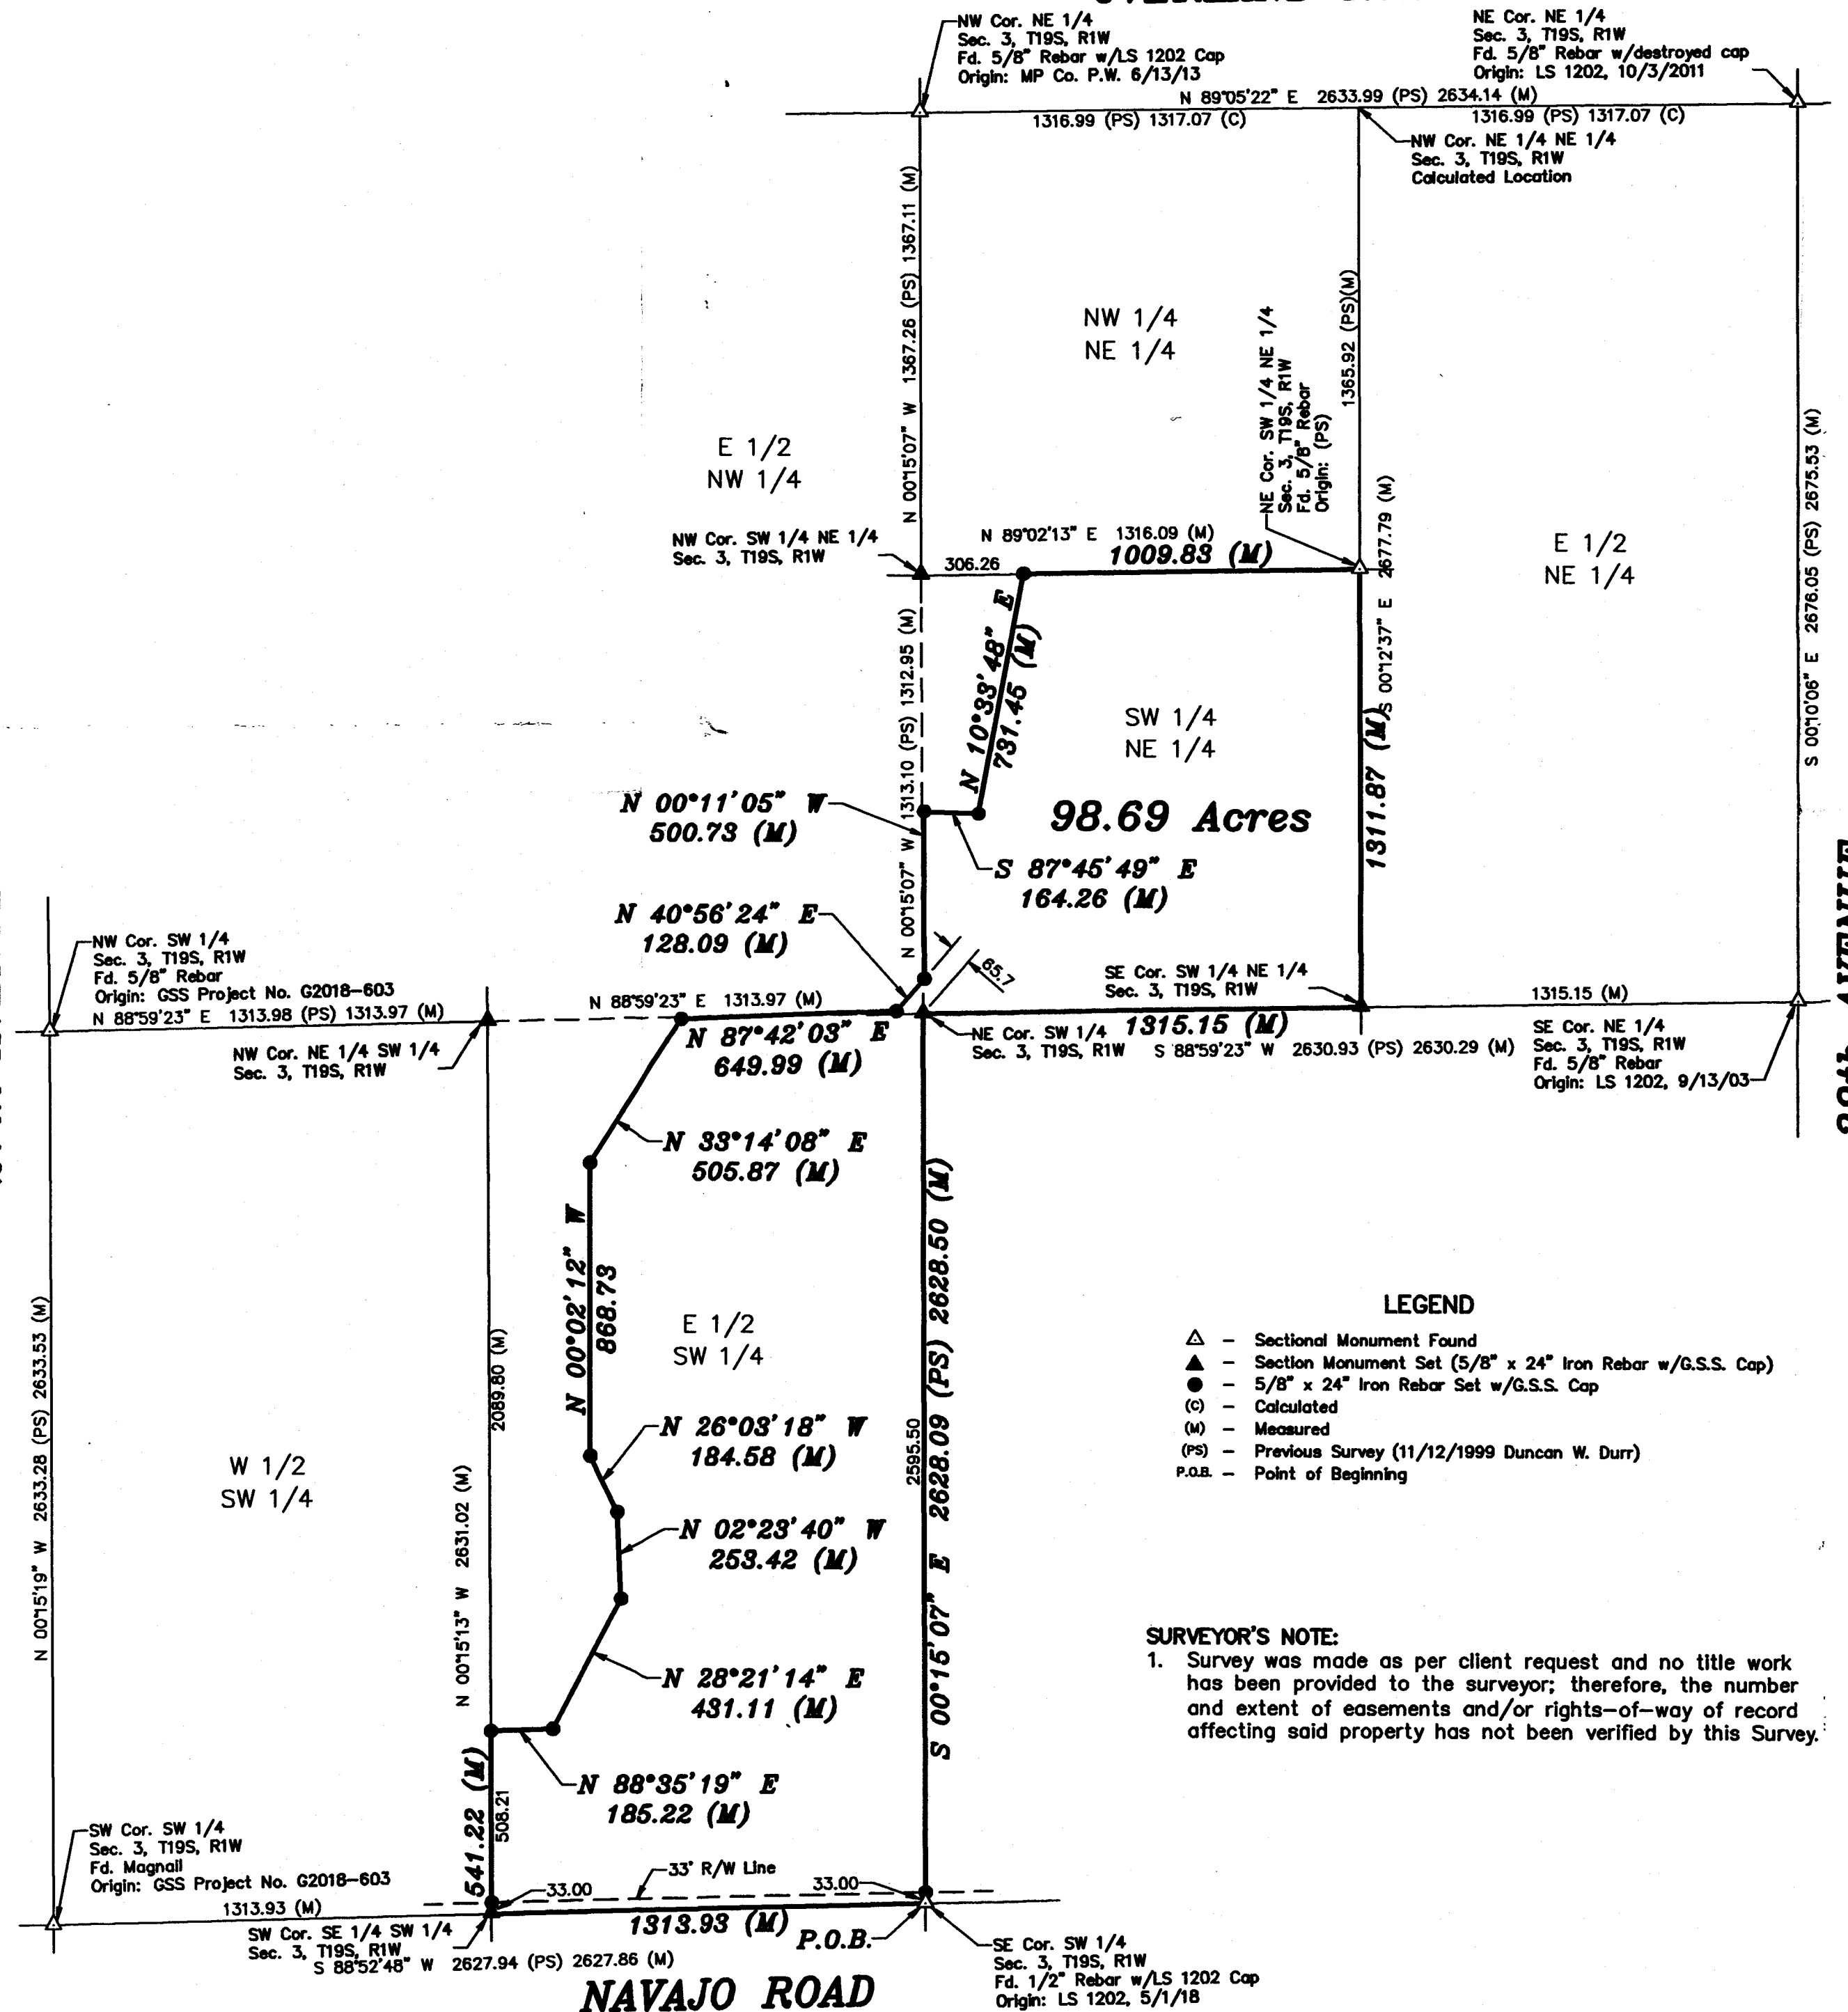 NW Cor. NE 1/4
Sec. 3, T19S, R1W
Fd. 5/8" Rebar w/LS 1202 Cap
Origin: MP Co. P.W. 6/13/13
NE Cor. NE 1/4
Sec. 3, T19S, R1W
Fd. 5/8" Rebar w/destroyed cap
Origin: LS 1202, 10/3/2011
N 89°05'22" E 2633.99 (PS) 2634.14 (M)
1316.99 (PS) 1317.07 (C)
1316.99 (PS) 1317.07 (C)
NW Cor. NE 1/4 NE 1/4
Sec. 3, T19S, R1W
Calculated Location
N 00°15'07" W 1367.26 (PS) 1367.11 (M)
NW 1/4
NE 1/4
1365.92 (PS)(M)
NE Cor. SW 1/4 NE 1/4
Sec. 3, T19S, R1W
Fd. 5/8" Rebar
Origin: (PS)
E 1/2
NW 1/4
NW Cor. SW 1/4 NE 1/4
Sec. 3, T19S, R1W
N 89°02'13" E 1316.09 (M)
306.26
1009.83 (M)
S 00°12'37" E 2677.79 (M)
E 1/2
NE 1/4
S 00°10'06" E 2676.05 (PS) 2675.53 (M)
N 10°33'48" E
731.45 (M)
N 00°15'07" W 1313.10 (PS) 1312.95 (M)
SW 1/4
NE 1/4
98.69 Acres
1311.87 (M)
N 00°11'05" W
500.73 (M)
S 87°45'49" E
164.26 (M)
N 40°56'24" E
128.09 (M)
65.7
NW Cor. SW 1/4
Sec. 3, T19S, R1W
Fd. 5/8" Rebar
Origin: GSS Project No. G2018-603
N 88°59'23" E 1313.98 (PS) 1313.97 (M)
N 88°59'23" E 1313.97 (M)
NW Cor. NE 1/4 SW 1/4
Sec. 3, T19S, R1W
SE Cor. SW 1/4 NE 1/4
Sec. 3, T19S, R1W
1315.15 (M)
NE Cor. SW 1/4
Sec. 3, T19S, R1W
1315.15 (M)
S 88°59'23" W 2630.93 (PS) 2630.29 (M)
SE Cor. NE 1/4
Sec. 3, T19S, R1W
Fd. 5/8" Rebar
Origin: LS 1202, 9/13/03
AVENUE
N 87°42'03" E
649.99 (M)
N 33°14'08" E
505.87 (M)
N 00°02'12" W
868.73
E 1/2
SW 1/4
N 00°15'19" W 2633.28 (PS) 2633.53 (M)
2089.80 (M)
N 00°15'13" W 2631.02 (M)
W 1/2
SW 1/4
N 26°03'18" W
184.58 (M)
N 02°23'40" W
253.42 (M)
2595.50
S 00°15'07" E 2628.09 (PS) 2628.50 (M)
N 28°21'14" E
431.11 (M)
N 88°35'19" E
185.22 (M)
541.22 (M)
508.21
LEGEND
△ – Sectional Monument Found
▲ – Section Monument Set (5/8" x 24" Iron Rebar w/G.S.S. Cap)
● – 5/8" x 24" Iron Rebar Set w/G.S.S. Cap
(C) – Calculated
(M) – Measured
(PS) – Previous Survey (11/12/1999 Duncan W. Durr)
P.O.B. – Point of Beginning
SURVEYOR'S NOTE:
1. Survey was made as per client request and no title work
has been provided to the surveyor; therefore, the number
and extent of easements and/or rights-of-way of record
affecting said property has not been verified by this Survey.
SW Cor. SW 1/4
Sec. 3, T19S, R1W
Fd. Magnail
Origin: GSS Project No. G2018-603
1313.93 (M)
33.00
33' R/W Line
33.00
1313.93 (M)
P.O.B.
SW Cor. SE 1/4 SW 1/4
Sec. 3, T19S, R1W
S 88°52'48" W 2627.94 (PS) 2627.86 (M)
SE Cor. SW 1/4
Sec. 3, T19S, R1W
Fd. 1/2" Rebar w/LS 1202 Cap
Origin: LS 1202, 5/1/18
NAVAJO ROAD